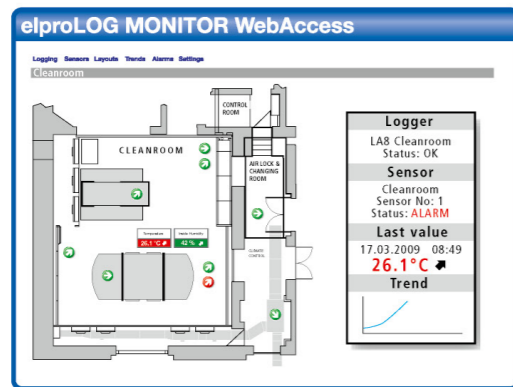 elproLOG MONITOR WebAccess
Logging Sensors Layouts Trends Alarms Settings
Cleanroom
CONTROL
ROOM
CLEANROOM
AIR LOCK &
CHANGING
ROOM
Temperature
26.1 °C
42 %
CLIMATE
CONTROL
Logger
LA8 Cleanroom
Status: OK
Sensor
Cleanroom
Sensor No: 1
Status: ALARM
Last value
17.03.2009 08:49
26.1°C
Trend